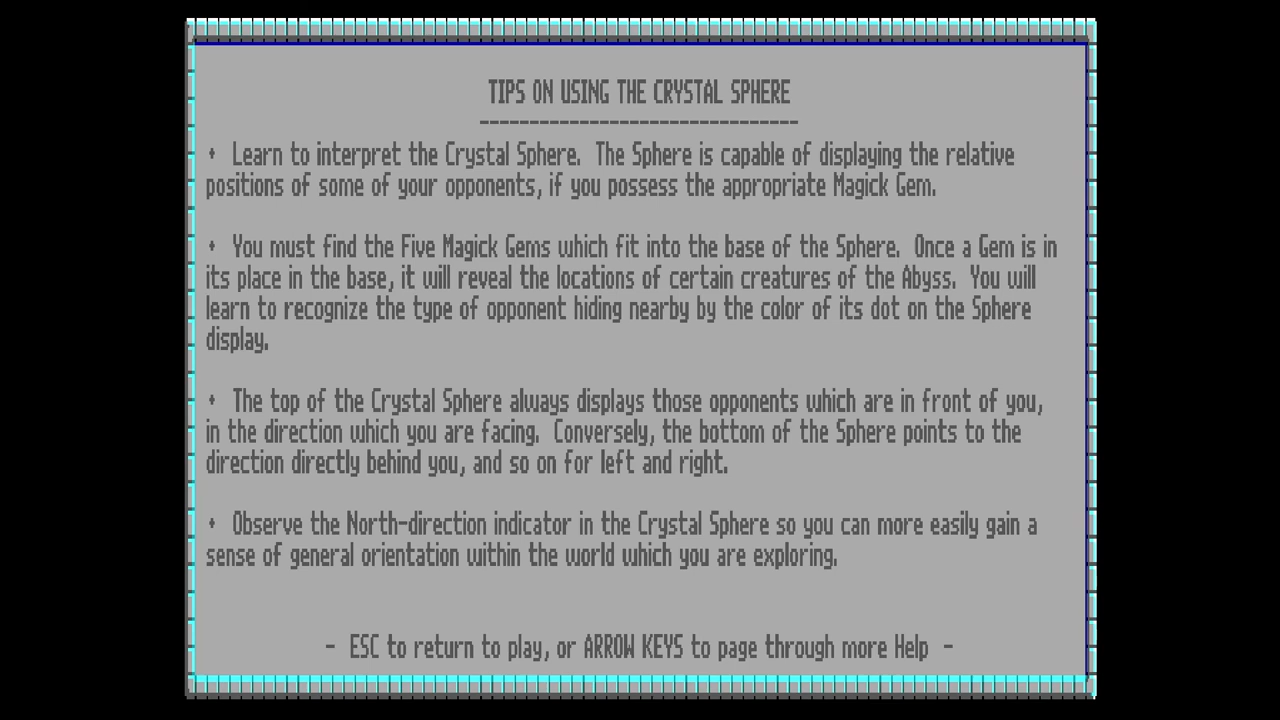 TIPS ON USING THE CRYSTAL SPHERE
--------------------------------
• Learn to interpret the Crystal Sphere.  The Sphere is capable of displaying the relative
positions of some of your opponents, if you possess the appropriate Magick Gem.
• You must find the Five Magick Gems which fit into the base of the Sphere.  Once a Gem is in
its place in the base, it will reveal the locations of certain creatures of the Abyss.  You will
learn to recognize the type of opponent hiding nearby by the color of its dot on the Sphere
display.
• The top of the Crystal Sphere always displays those opponents which are in front of you,
in the direction which you are facing.  Conversely, the bottom of the Sphere points to the
direction directly behind you, and so on for left and right.
• Observe the North-direction indicator in the Crystal Sphere so you can more easily gain a
sense of general orientation within the world which you are exploring.
- ESC to return to play, or ARROW KEYS to page through more Help -